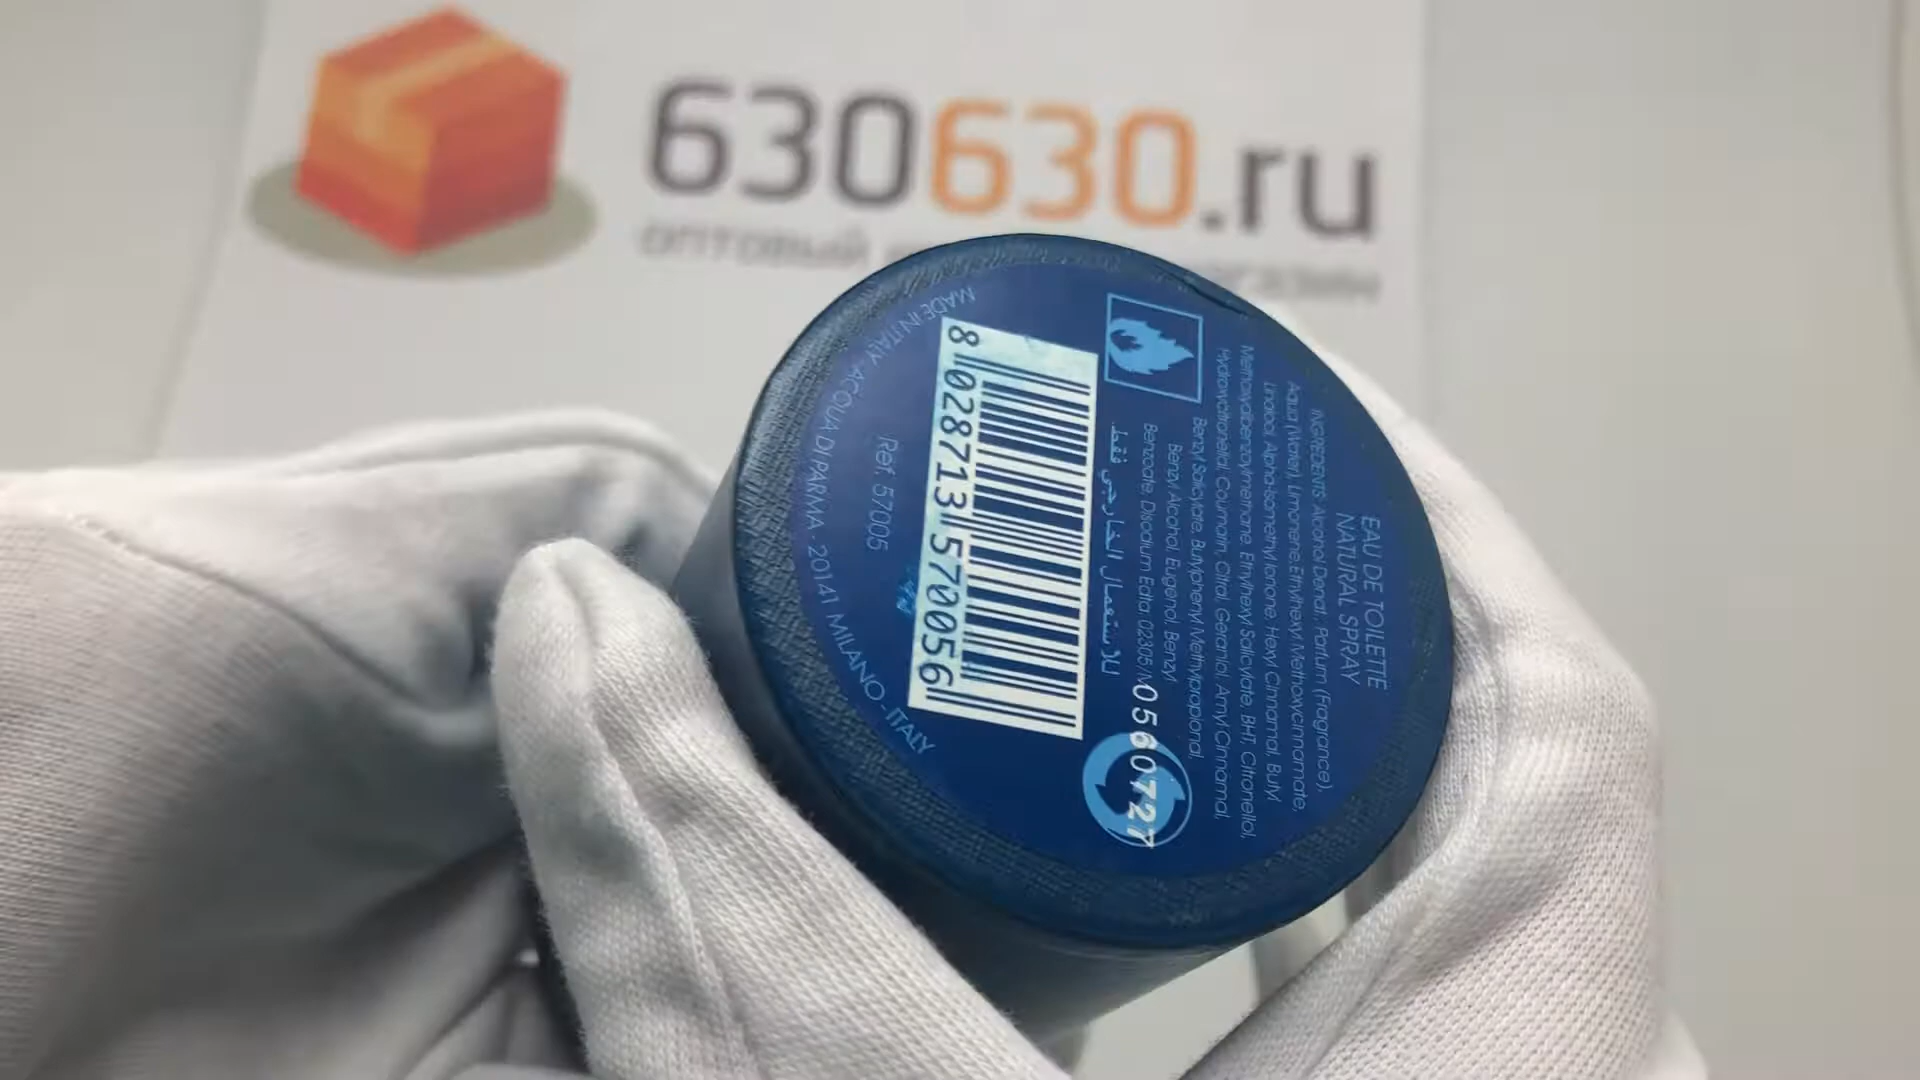 630630.ru
оптовый магазин
EAU DE TOILETTE
NATURAL SPRAY
INGREDIENTS: Alcohol Denat., Parfum (Fragrance),
Aqua (Water), Limonene, Ethylhexyl Methoxycinnamate,
Linalool, Alpha-Isomethyl Ionone, Hexyl Cinnamal, Butyl
Methoxydibenzoylmethane, Ethylhexyl Salicylate, BHT, Citronellol,
Hydroxycitronellal, Coumarin, Citral, Geraniol, Amyl Cinnamal,
Benzyl Salicylate, Butylphenyl Methylpropional,
Benzyl Alcohol, Eugenol, Benzyl
Benzoate, Disodium Edta. 02305/M
للاستعمال الخارجي فقط.
0560727
8 028713 570056
Ref. 57005
MADE IN ITALY · ACQUA DI PARMA · 20141 MILANO - ITALY